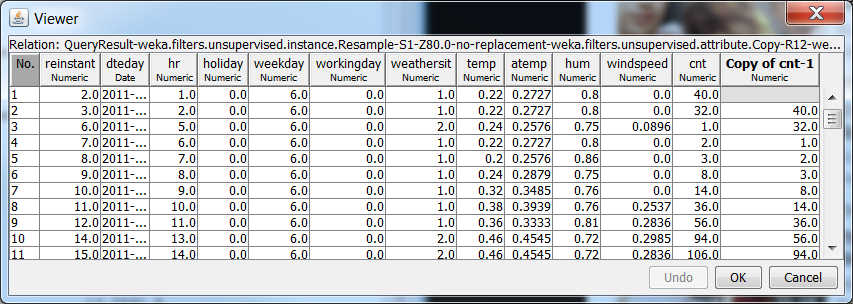 Viewer
Relation: QueryResult-weka.filters.unsupervised.instance.Resample-S1-Z80.0-no-replacement-weka.filters.unsupervised.attribute.Copy-R12-we...
No. reinstant dteday hr holiday weekday workingday weathersit temp atemp hum windspeed cnt Copy of cnt-1
Numeric Date Numeric Numeric Numeric Numeric Numeric Numeric Numeric Numeric Numeric Numeric Numeric
1 2.0 2011-... 1.0 0.0 6.0 0.0 1.0 0.22 0.2727 0.8 0.0 40.0
2 3.0 2011-... 2.0 0.0 6.0 0.0 1.0 0.22 0.2727 0.8 0.0 32.0 40.0
3 6.0 2011-... 5.0 0.0 6.0 0.0 2.0 0.24 0.2576 0.75 0.0896 1.0 32.0
4 7.0 2011-... 6.0 0.0 6.0 0.0 1.0 0.22 0.2727 0.8 0.0 2.0 1.0
5 8.0 2011-... 7.0 0.0 6.0 0.0 1.0 0.2 0.2576 0.86 0.0 3.0 2.0
6 9.0 2011-... 8.0 0.0 6.0 0.0 1.0 0.24 0.2879 0.75 0.0 8.0 3.0
7 10.0 2011-... 9.0 0.0 6.0 0.0 1.0 0.32 0.3485 0.76 0.0 14.0 8.0
8 11.0 2011-... 10.0 0.0 6.0 0.0 1.0 0.38 0.3939 0.76 0.2537 36.0 14.0
9 12.0 2011-... 11.0 0.0 6.0 0.0 1.0 0.36 0.3333 0.81 0.2836 56.0 36.0
10 14.0 2011-... 13.0 0.0 6.0 0.0 2.0 0.46 0.4545 0.72 0.2985 94.0 56.0
11 15.0 2011-... 14.0 0.0 6.0 0.0 2.0 0.46 0.4545 0.72 0.2836 106.0 94.0
Undo OK Cancel